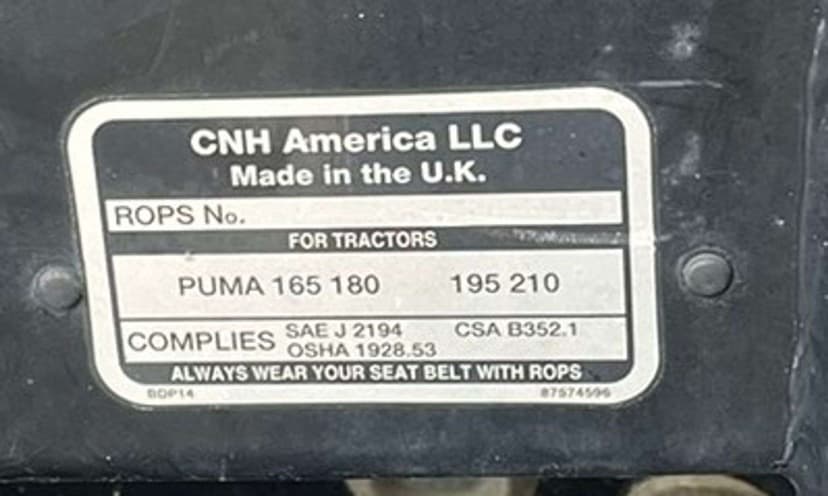 CNH America LLC
Made in the U.K.
ROPS No.
FOR TRACTORS
PUMA 165 180 195 210
COMPLIES SAE J 2194 CSA B352.1
OSHA 1928.53
ALWAYS WEAR YOUR SEAT BELT WITH ROPS
BDP14 87574596